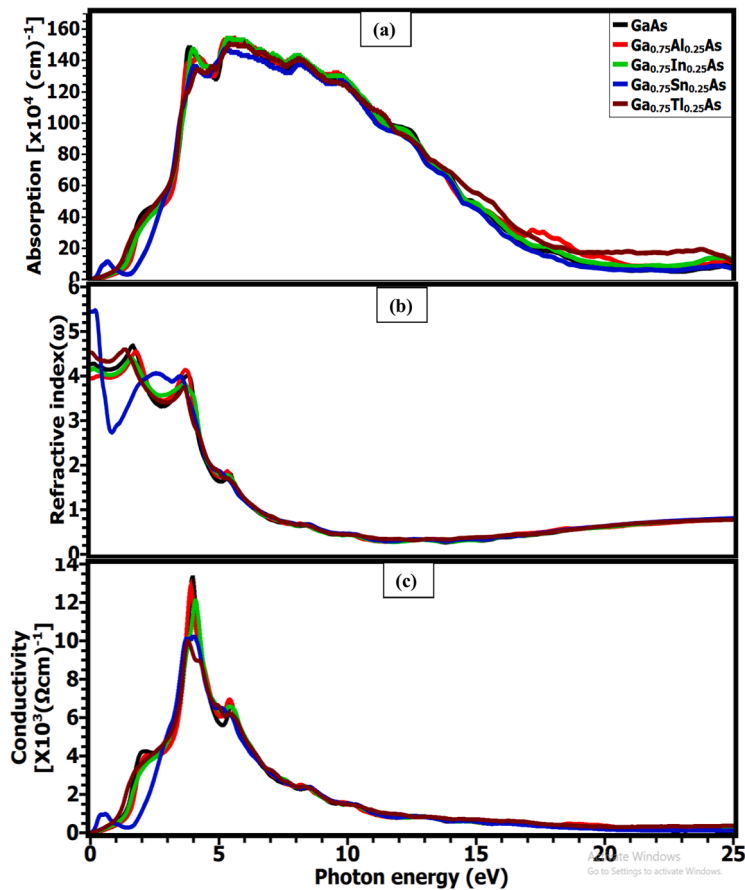 (a)
GaAs
Ga0.75Al0.25As
Ga0.75In0.25As
Ga0.75Sn0.25As
Ga0.75Tl0.25As
Absorption [x10⁴ (cm)⁻¹]
160
140
120
100
80
60
40
20
0
(b)
Refractive index(ω)
6
5
4
3
2
1
0
(c)
Conductivity
[X10³(Ωcm)⁻¹]
14
12
10
8
6
4
2
0
0 5 10 15 20 25
Photon energy (eV)
Activate Windows
Go to Settings to activate Windows.